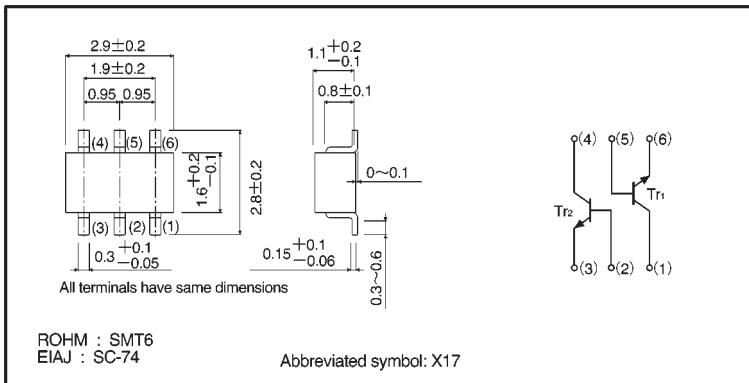 2.9±0.2
1.9±0.2
0.95 0.95
(4) (5) (6)
1.6 +0.2 −0.1
2.8±0.2
(3) (2) (1)
0.3 +0.1 −0.05
All terminals have same dimensions
1.1 +0.2 −0.1
0.8±0.1
0～0.1
0.15 +0.1 −0.06
0.3～0.6
(4) (5) (6)
Tr1
Tr2
(3) (2) (1)
ROHM : SMT6
EIAJ : SC-74
Abbreviated symbol: X17